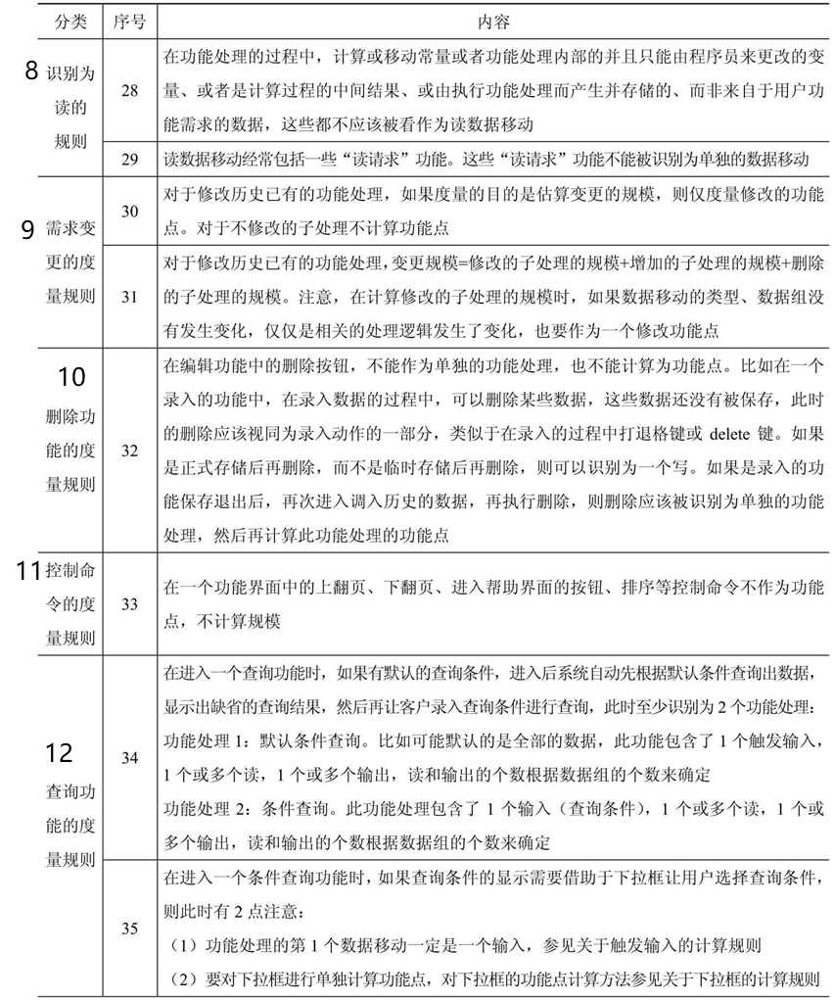 分类 序号 内容
8 识别为
读的
规则
28
在功能处理的过程中，计算或移动常量或者功能处理内部的并且只能由程序员来更改的变
量、或者是计算过程的中间结果、或由执行功能处理而产生并存储的、而非来自于用户功
能需求的数据，这些都不应该被看作为读数据移动
29 读数据移动经常包括一些“读请求”功能。这些“读请求”功能不能被识别为单独的数据移动
9 需求变
更的度
量规则
30
对于修改历史已有的功能处理，如果度量的目的是估算变更的规模，则仅度量修改的功能
点。对于不修改的子处理不计算功能点
31
对于修改历史已有的功能处理，变更规模=修改的子处理的规模+增加的子处理的规模+删除
的子处理的规模。注意，在计算修改的子处理的规模时，如果数据移动的类型、数据组没
有发生变化，仅仅是相关的处理逻辑发生了变化，也要作为一个修改功能点
10
删除功
能的度
量规则
32
在编辑功能中的删除按钮，不能作为单独的功能处理，也不能计算为功能点。比如在一个
录入的功能中，在录入数据的过程中，可以删除某些数据，这些数据还没有被保存，此时
的删除应该视同为录入动作的一部分，类似于在录入的过程中打退格键或 delete 键。如果
是正式存储后再删除，而不是临时存储后再删除，则可以识别为一个写。如果是录入的功
能保存退出后，再次进入调入历史的数据，再执行删除，则删除应该被识别为单独的功能
处理，然后再计算此功能处理的功能点
11 控制命
令的度
量规则
33
在一个功能界面中的上翻页、下翻页、进入帮助界面的按钮、排序等控制命令不作为功能
点，不计算规模
12
查询功
能的度
量规则
34
在进入一个查询功能时，如果有默认的查询条件，进入后系统自动先根据默认条件查询出数据，
显示出缺省的查询结果，然后再让客户录入查询条件进行查询，此时至少识别为 2 个功能处理：
功能处理 1：默认条件查询。比如可能默认的是全部的数据，此功能包含了 1 个触发输入，
1 个或多个读，1 个或多个输出，读和输出的个数根据数据组的个数来确定
功能处理 2：条件查询。此功能处理包含了 1 个输入（查询条件），1 个或多个读，1 个或
多个输出，读和输出的个数根据数据组的个数来确定
35
在进入一个条件查询功能时，如果查询条件的显示需要借助于下拉框让用户选择查询条件，
则此时有 2 点注意：
（1）功能处理的第 1 个数据移动一定是一个输入，参见关于触发输入的计算规则
（2）要对下拉框进行单独计算功能点，对下拉框的功能点计算方法参见关于下拉框的计算规则